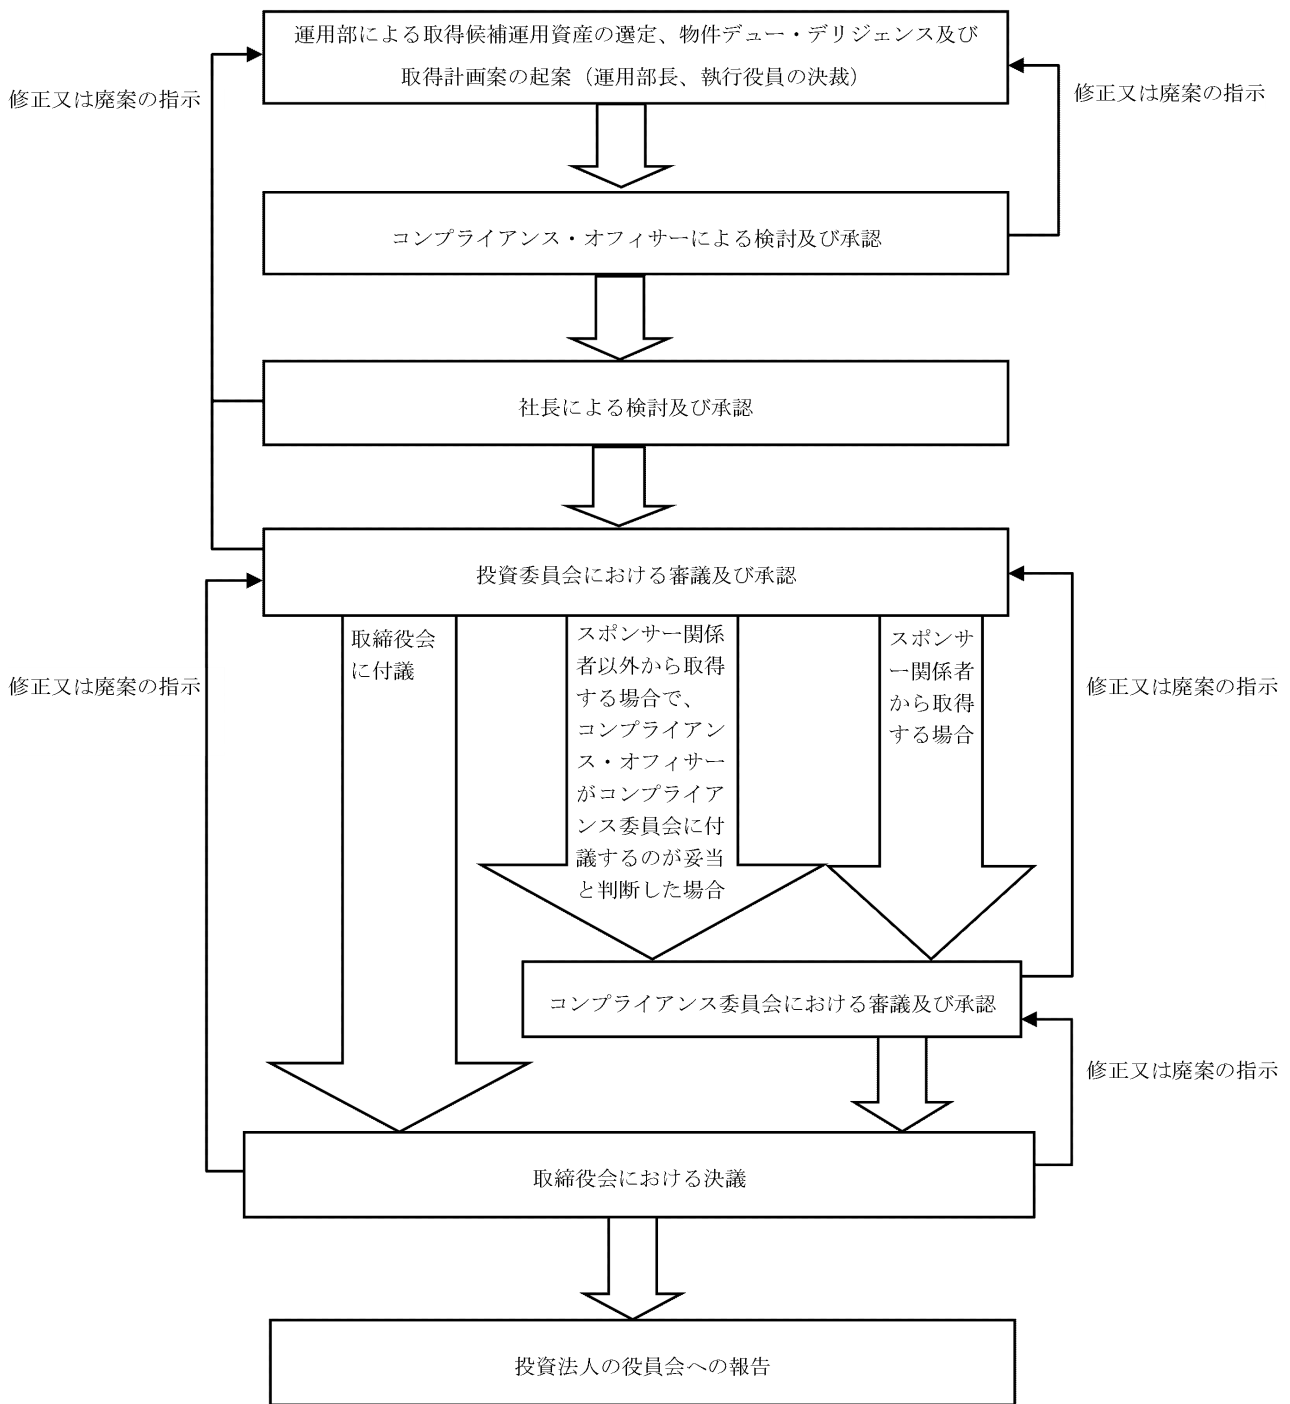 運用部による取得候補運用資産の選定、物件デュー・デリジェンス及び
取得計画案の起案（運用部長、執行役員の決裁）
修正又は廃案の指示
修正又は廃案の指示
コンプライアンス・オフィサーによる検討及び承認
社長による検討及び承認
投資委員会における審議及び承認
取締役会
に付議
スポンサー関係
者以外から取得
する場合で、
コンプライアン
ス・オフィサー
がコンプライア
ンス委員会に付
議するのが妥当
と判断した場合
スポンサ
ー関係者
から取得
する場合
修正又は廃案の指示
修正又は廃案の指示
コンプライアンス委員会における審議及び承認
修正又は廃案の指示
取締役会における決議
投資法人の役員会への報告